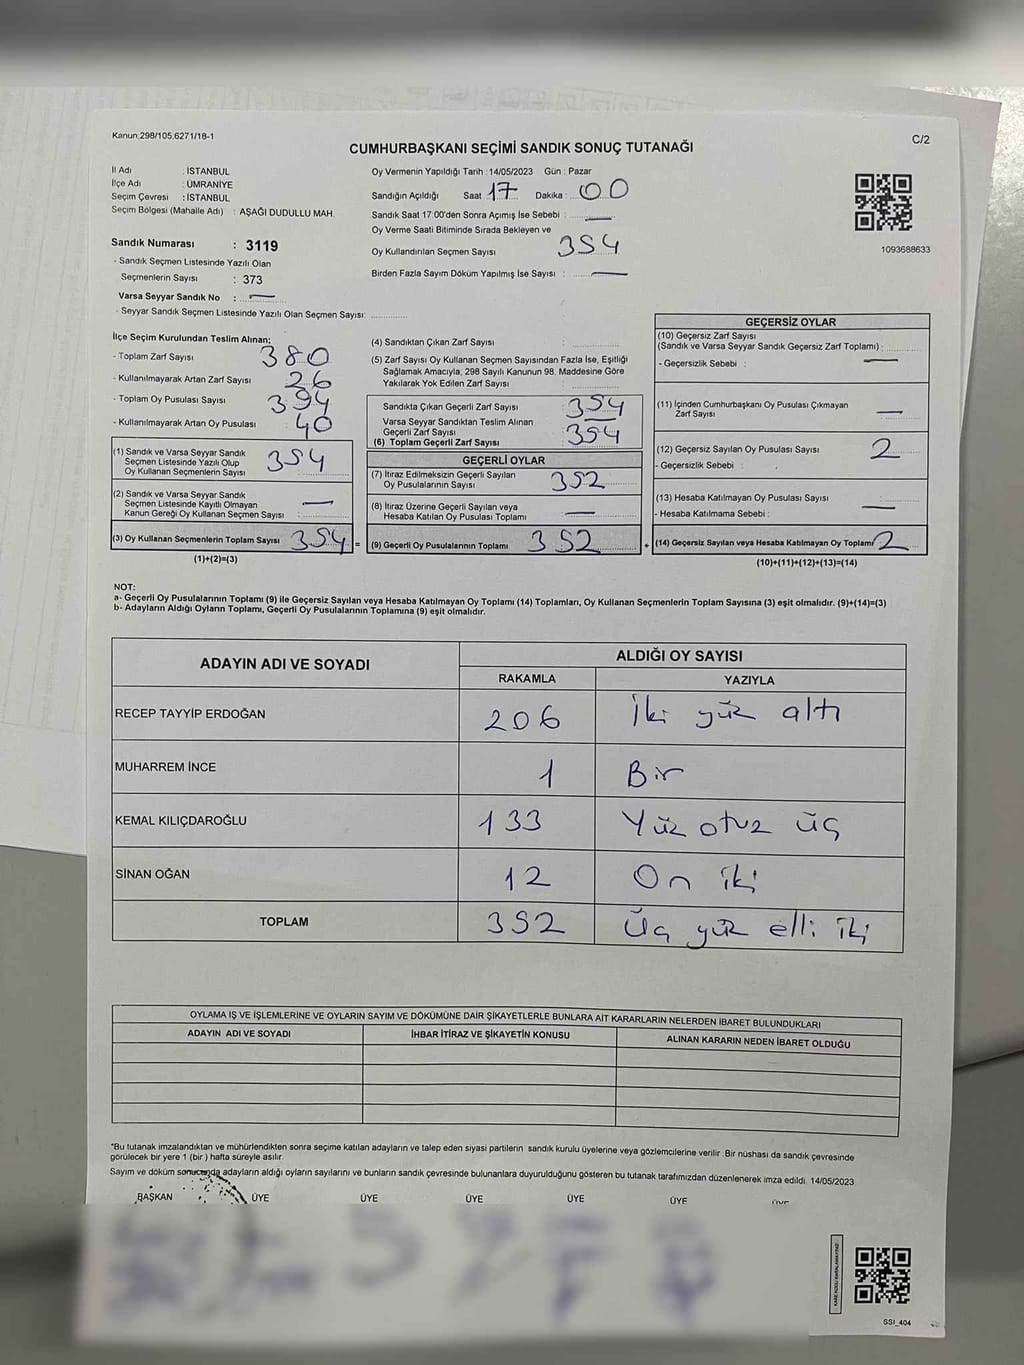 Kanun.298/105.6271/18-1
C/2
CUMHURBAŞKANI SEÇİMİ SANDIK SONUÇ TUTANAĞI
İl Adı : İSTANBUL
İlçe Adı : ÜMRANİYE
Seçim Çevresi : İSTANBUL
Seçim Bölgesi (Mahalle Adı) : AŞAĞI DUDULLU MAH.
Sandık Numarası : 3119
- Sandık Seçmen Listesinde Yazılı Olan
Seçmenlerin Sayısı : 373
Varsa Seyyar Sandık No : —
- Seyyar Sandık Seçmen Listesinde Yazılı Olan Seçmen Sayısı:
Oy Vermenin Yapıldığı Tarih : 14/05/2023 Gün : Pazar
Sandığın Açıldığı Saat 17 Dakika : 00
Sandık Saat 17:00'den Sonra Açımış İse Sebebi : —
Oy Verme Saati Bitiminde Sırada Bekleyen ve
Oy Kullandırılan Seçmen Sayısı 354
Birden Fazla Sayım Döküm Yapılmış İse Sayısı : —
1093688633
İlçe Seçim Kurulundan Teslim Alınan;
- Toplam Zarf Sayısı 380
- Kullanılmayarak Artan Zarf Sayısı 26
- Toplam Oy Pusulası Sayısı 394
- Kullanılmayarak Artan Oy Pusulası 40
(1) Sandık ve Varsa Seyyar Sandık
Seçmen Listesinde Yazılı Olup
Oy Kullanan Seçmenlerin Sayısı 354
(2) Sandık ve Varsa Seyyar Sandık
Seçmen Listesinde Kayıtlı Olmayan
Kanun Gereği Oy Kullanan Seçmen Sayısı : —
(3) Oy Kullanan Seçmenlerin Toplam Sayısı 354
(1)+(2)=(3)
=
(4) Sandıktan Çıkan Zarf Sayısı :
(5) Zarf Sayısı Oy Kullanan Seçmen Sayısından Fazla İse, Eşitliği
Sağlamak Amacıyla, 298 Sayılı Kanunun 98. Maddesine Göre
Yakılarak Yok Edilen Zarf Sayısı :
Sandıkta Çıkan Geçerli Zarf Sayısı 354
Varsa Seyyar Sandıktan Teslim Alınan
Geçerli Zarf Sayısı —
(6) Toplam Geçerli Zarf Sayısı 354
GEÇERLİ OYLAR
(7) İtiraz Edilmeksizin Geçerli Sayılan
Oy Pusulalarının Sayısı 352
(8) İtiraz Üzerine Geçerli Sayılan veya
Hesaba Katılan Oy Pusulası Toplamı : —
(9) Geçerli Oy Pusulalarının Toplamı 352
+
GEÇERSİZ OYLAR
(10) Geçersiz Zarf Sayısı
(Sandık ve Varsa Seyyar Sandık Geçersiz Zarf Toplamı) :
- Geçersizlik Sebebi : —
(11) İçinden Cumhurbaşkanı Oy Pusulası Çıkmayan
Zarf Sayısı —
(12) Geçersiz Sayılan Oy Pusulası Sayısı 2
- Geçersizlik Sebebi :
(13) Hesaba Katılmayan Oy Pusulası Sayısı :
- Hesaba Katılmama Sebebi : —
(14) Geçersiz Sayılan veya Hesaba Katılmayan Oy Toplamı 2
(10)+(11)+(12)+(13)=(14)
NOT:
a- Geçerli Oy Pusulalarının Toplamı (9) ile Geçersiz Sayılan veya Hesaba Katılmayan Oy Toplamı (14) Toplamları, Oy Kullanan Seçmenlerin Toplam Sayısına (3) eşit olmalıdır. (9)+(14)=(3)
b- Adayların Aldığı Oyların Toplamı, Geçerli Oy Pusulalarının Toplamına (9) eşit olmalıdır.
ADAYIN ADI VE SOYADI
ALDIĞI OY SAYISI
RAKAMLA YAZIYLA
RECEP TAYYİP ERDOĞAN 206 İki yüz altı
MUHARREM İNCE 1 Bir
KEMAL KILIÇDAROĞLU 133 Yüz otuz üç
SİNAN OĞAN 12 On iki
TOPLAM 352 Üç yüz elli iki
OYLAMA İŞ VE İŞLEMLERİNE VE OYLARIN SAYIM VE DÖKÜMÜNE DAİR ŞİKAYETLERLE BUNLARA AİT KARARLARIN NELERDEN İBARET BULUNDUKLARI
ADAYIN ADI VE SOYADI İHBAR İTİRAZ VE ŞİKAYETİN KONUSU ALINAN KARARIN NEDEN İBARET OLDUĞU
*Bu tutanak imzalandıktan ve mühürlendikten sonra seçime katılan adayların ve talep eden siyasi partilerin sandık kurulu üyelerine veya gözlemcilerine verilir .Bir nüshası da sandık çevresinde
görülecek bir yere 1 (bir ) hafta süreyle asılır.
Sayım ve döküm sonucunda adayların aldığı oyların sayılarını ve bunların sandık çevresinde bulunanlara duyurulduğunu gösteren bu tutanak tarafımızdan düzenlenerek imza edildi. 14/05/2023
BAŞKAN ÜYE ÜYE ÜYE ÜYE ÜYE ÜYE
SSI_404